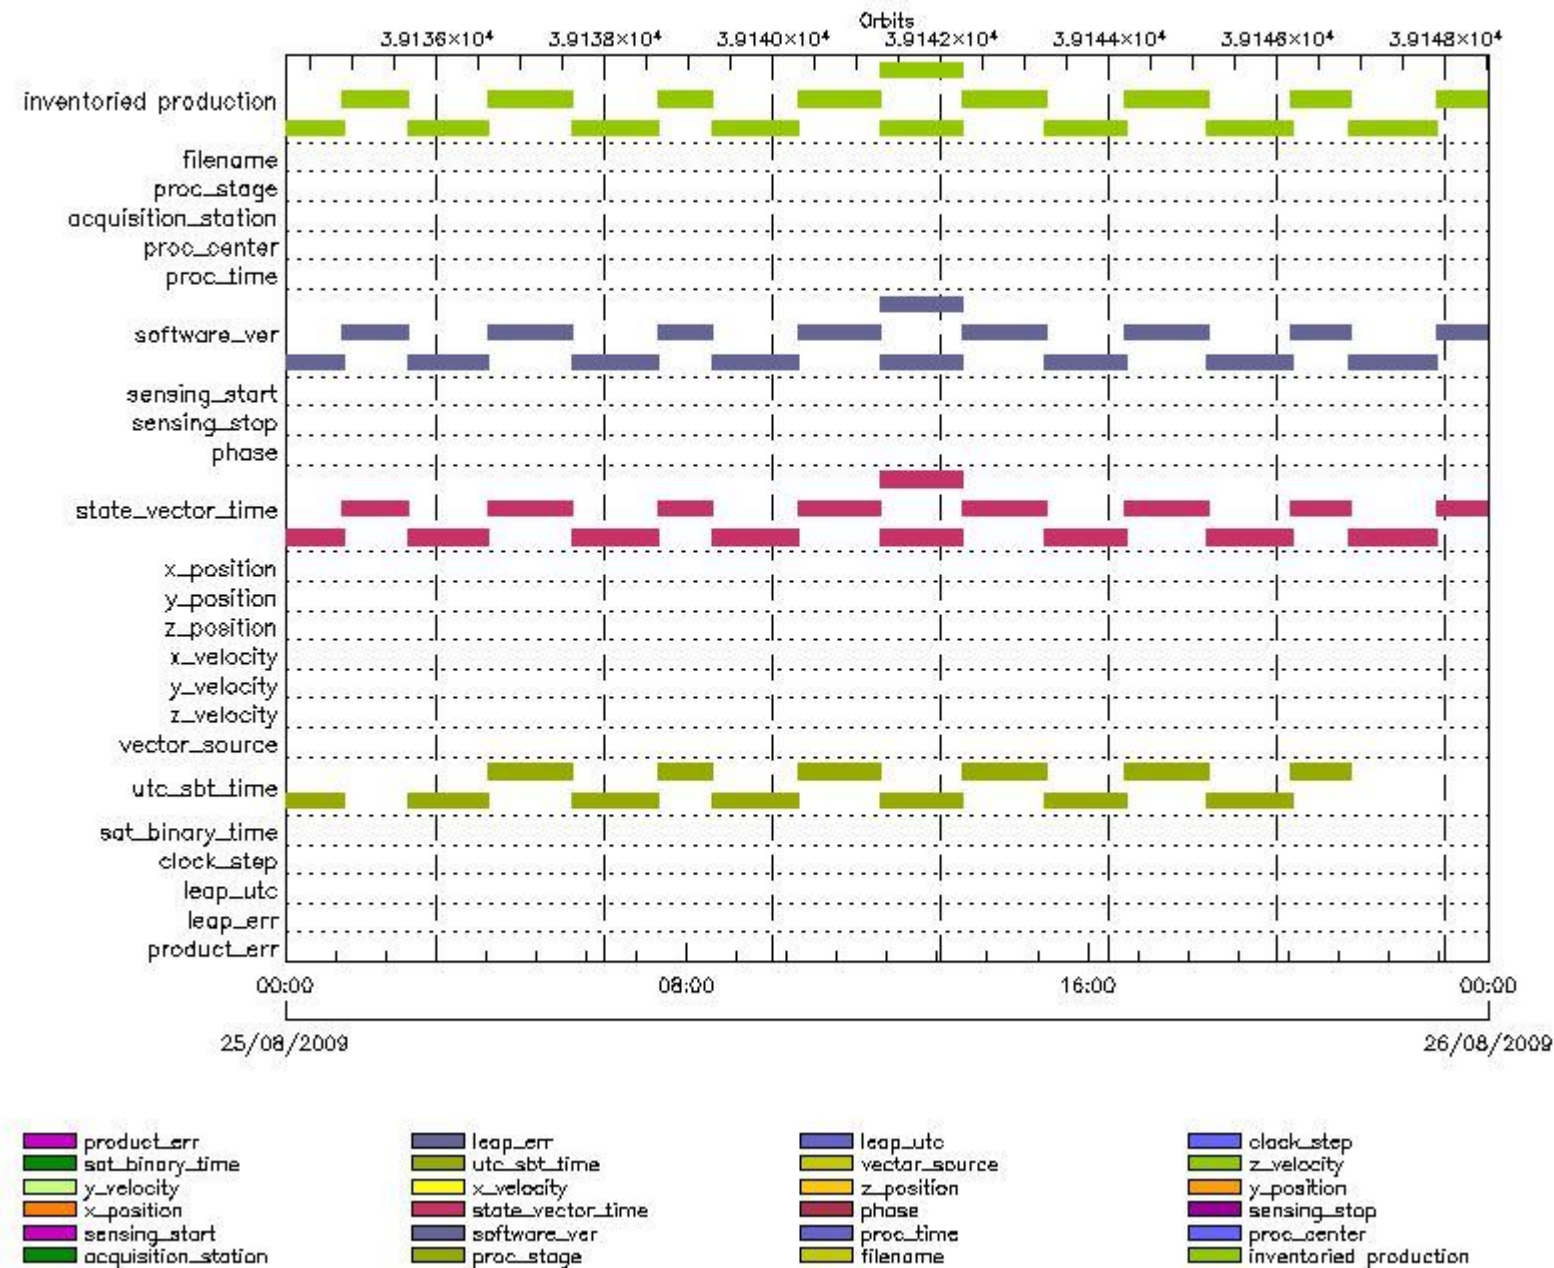 Orbits
3.9136×10⁴ 3.9138×10⁴ 3.9140×10⁴ 3.9142×10⁴ 3.9144×10⁴ 3.9146×10⁴ 3.9148×10⁴
inventoried production
filename
proc_stage
acquisition_station
proc_center
proc_time
software_ver
sensing_start
sensing_stop
phase
state_vector_time
x_position
y_position
z_position
x_velocity
y_velocity
z_velocity
vector_source
utc_sbt_time
sat_binary_time
clock_step
leap_utc
leap_err
product_err
00:00 08:00 16:00 00:00
25/08/2009 26/08/2009
product_err leap_err leap_utc clock_step
sat_binary_time utc_sbt_time vector_source z_velocity
y_velocity x_velocity z_position y_position
x_position state_vector_time phase sensing_stop
sensing_start software_ver proc_time proc_center
acquisition_station proc_stage filename inventoried production